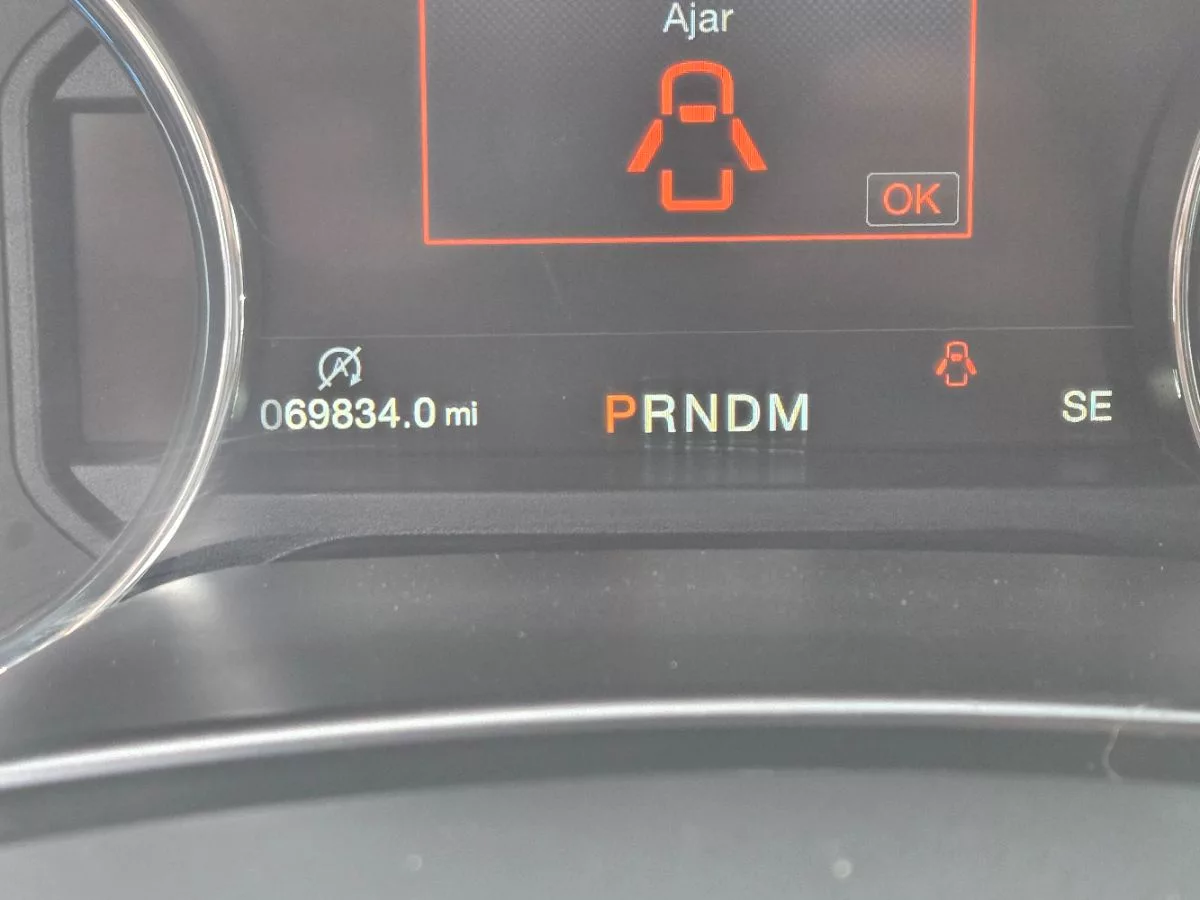 Ajar
OK
A
069834.0 mi
PRNDM
SE